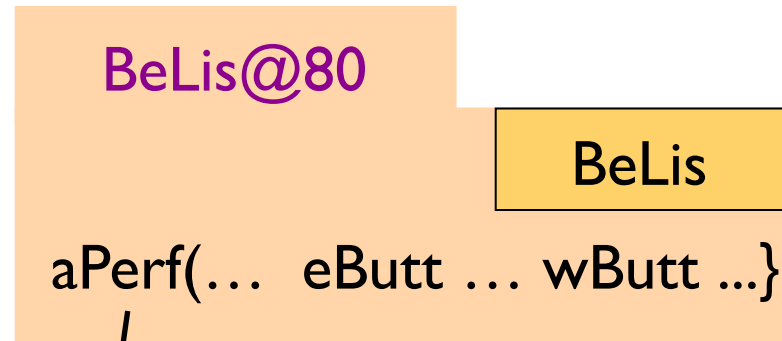 BeLis@80
BeLis
aPerf(… eButt … wButt ...}